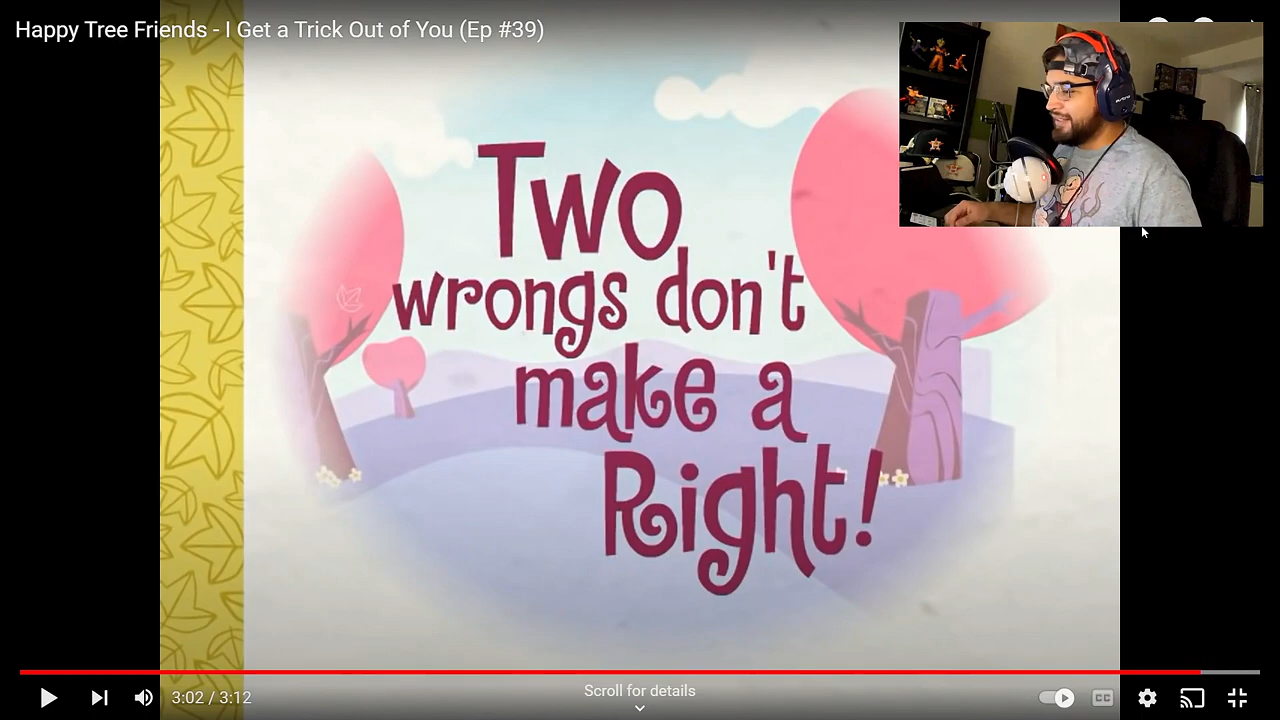 Happy Tree Friends - I Get a Trick Out of You (Ep #39)
Two
wrongs don't
make a
Right!
Scroll for details
3:02 / 3:12
CC